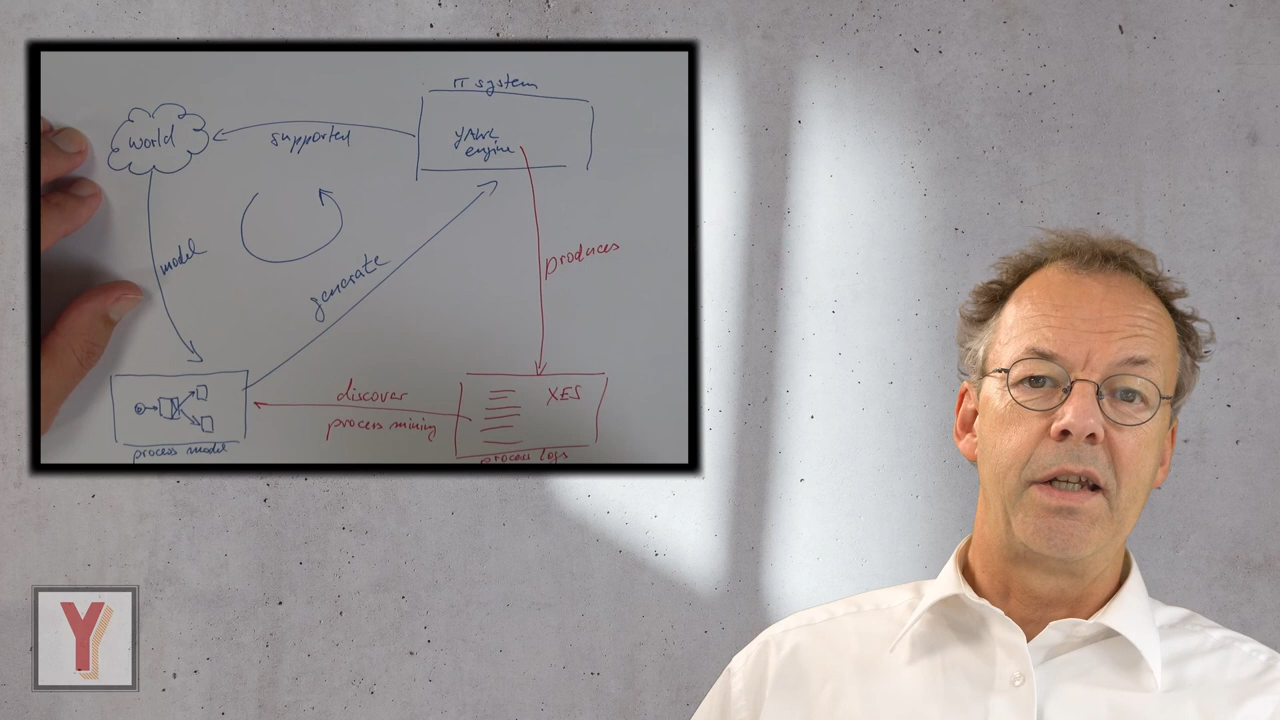 IT system
world
supported
YAWL
engine
model
generate
produces
discover
process mining
XES
process model
process logs
Y